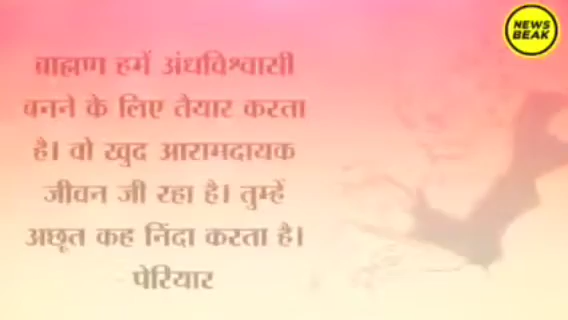 NEWS
BEAK
ब्राह्मण हमें अंधविश्वासी
बनने के लिए तैयार करता
है। वो खुद आरामदायक
जीवन जी रहा है। तुम्हें
अछूत कह निंदा करता है।
- पेरियार